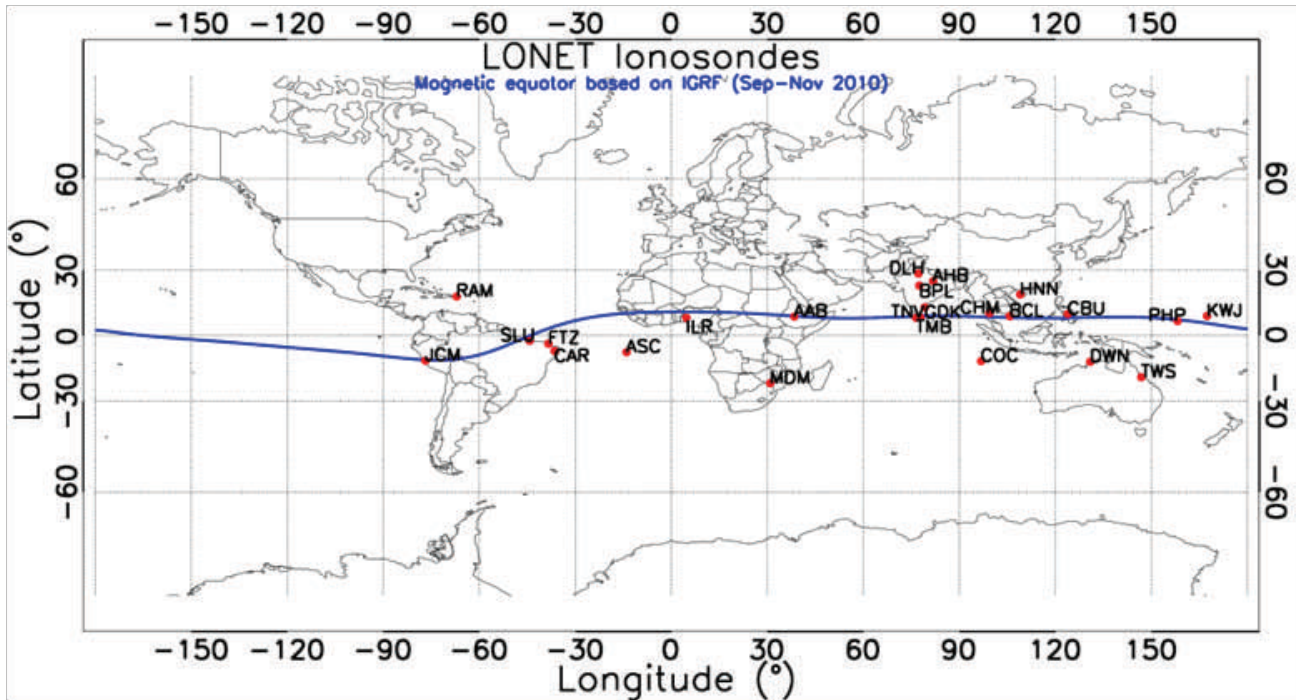 −150 −120 −90 −60 −30 0 30 60 90 120 150
LONET Ionosondes
Magnetic equator based on IGRF (Sep−Nov 2010)
Latitude (°)
60 60
30 30
0 0
−30 −30
−60 −60
DLH AHB
RAM BPL HNN
SLU FTZ ILR AAB TNV GDK CHM BCL CBU PHP KWJ
TMB
JCM CAR ASC COC DWN
MDM TWS
−150 −120 −90 −60 −30 0 30 60 90 120 150
Longitude (°)